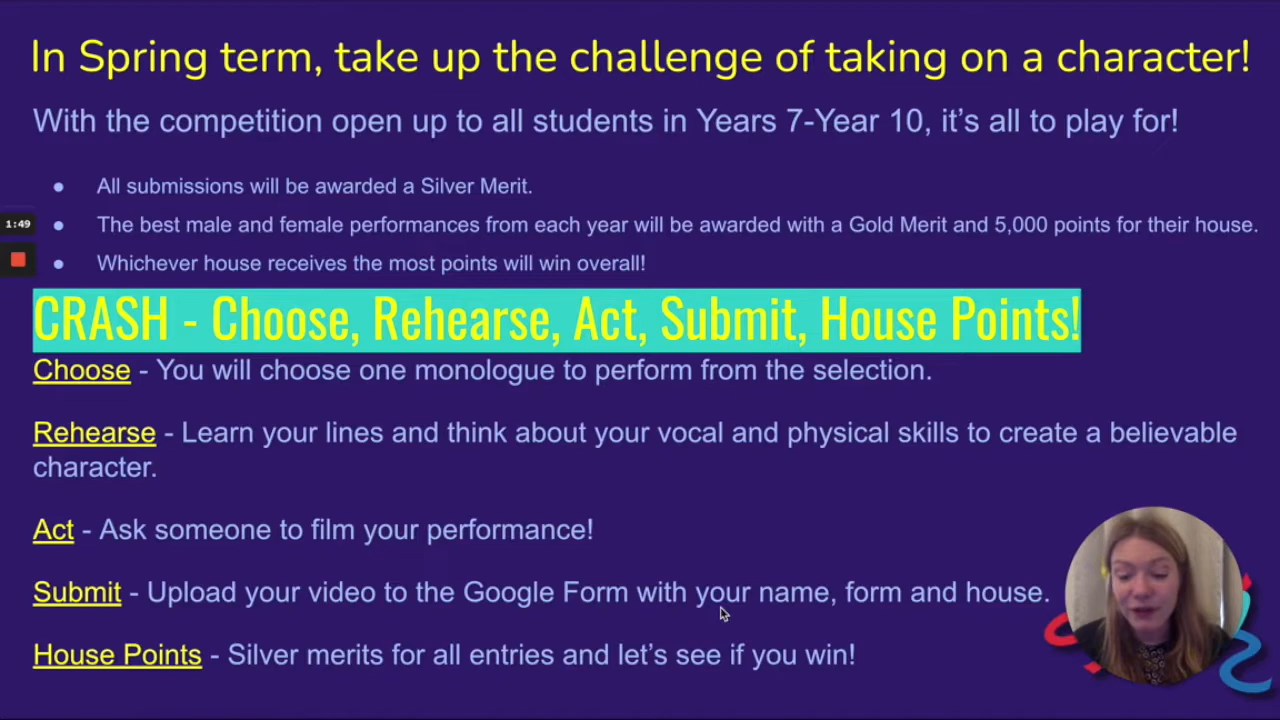 In Spring term, take up the challenge of taking on a character!
With the competition open up to all students in Years 7-Year 10, it's all to play for!
● All submissions will be awarded a Silver Merit.
1:49
● The best male and female performances from each year will be awarded with a Gold Merit and 5,000 points for their house.
● Whichever house receives the most points will win overall!
CRASH - Choose, Rehearse, Act, Submit, House Points!
Choose - You will choose one monologue to perform from the selection.
Rehearse - Learn your lines and think about your vocal and physical skills to create a believable
character.
Act - Ask someone to film your performance!
Submit - Upload your video to the Google Form with your name, form and house.
House Points - Silver merits for all entries and let's see if you win!